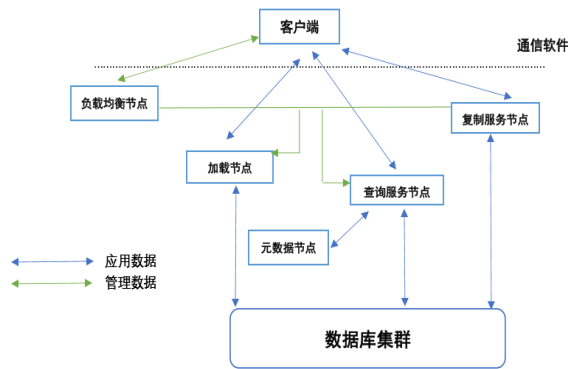 客户端
通信软件
负载均衡节点
复制服务节点
加载节点
查询服务节点
元数据节点
应用数据
管理数据
数据库集群